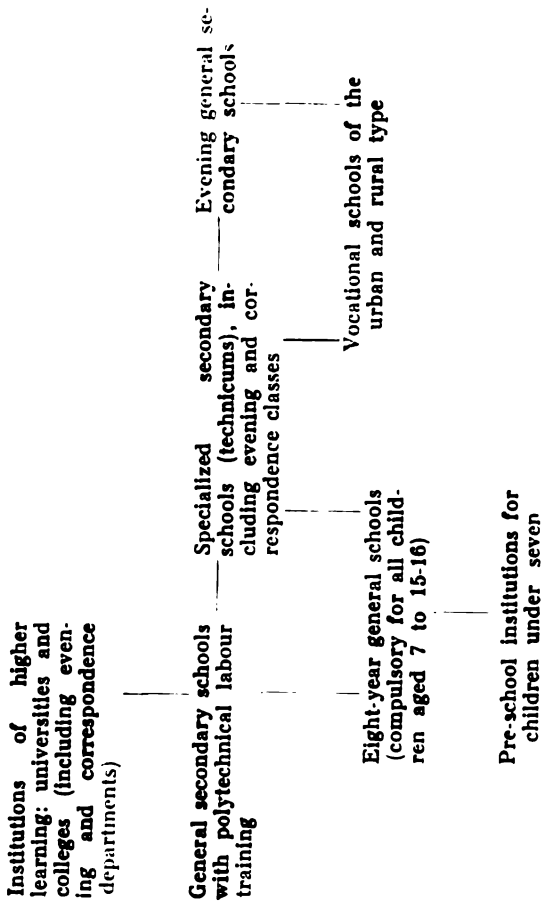 Institutions of higher
learning: universities and
colleges (including even-
ing and correspondence
departments)
General secondary schools
with polytechnical labour
training
Specialized secondary
schools (technicums), in-
cluding evening and cor-
respondence classes
Evening general se-
condary schools
Eight-year general schools
(compulsory for all child-
ren aged 7 to 15-16)
Vocational schools of the
urban and rural type
Pre-school institutions for
children under seven